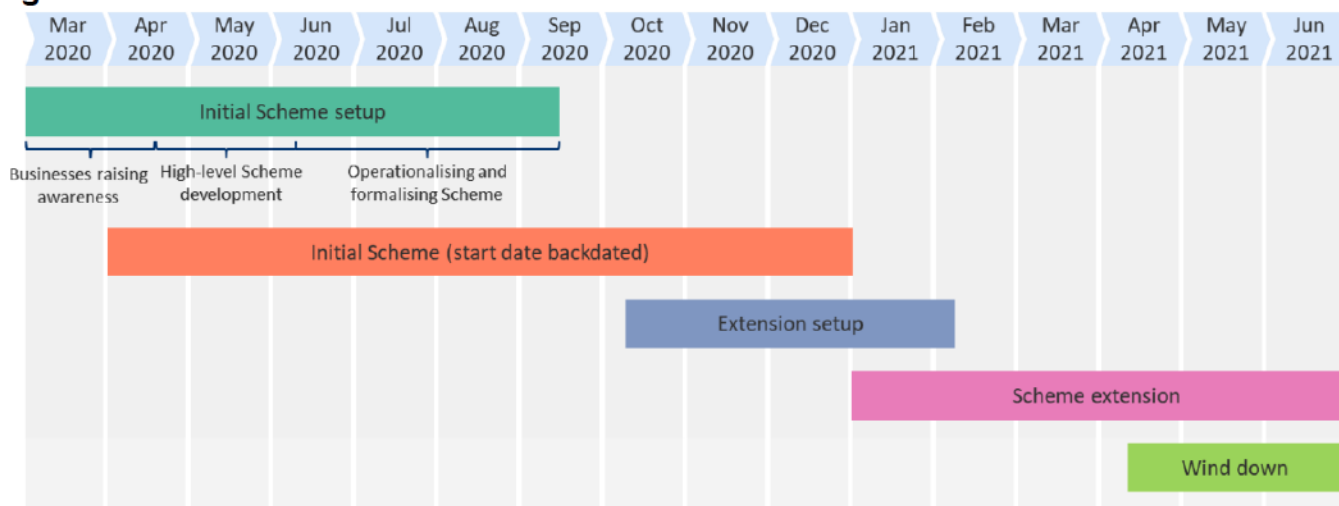 Mar Apr May Jun Jul Aug Sep Oct Nov Dec Jan Feb Mar Apr May Jun
2020 2020 2020 2020 2020 2020 2020 2020 2020 2020 2021 2021 2021 2021 2021 2021
Initial Scheme setup
Businesses raising awareness
High-level Scheme development
Operationalising and formalising Scheme
Initial Scheme (start date backdated)
Extension setup
Scheme extension
Wind down